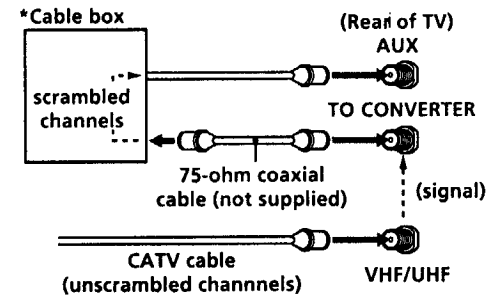 *Cable box
(Rear of TV)
AUX
scrambled
channels
TO CONVERTER
75-ohm coaxial
cable (not supplied)
(signal)
CATV cable
(unscrambled channnels)
VHF/UHF